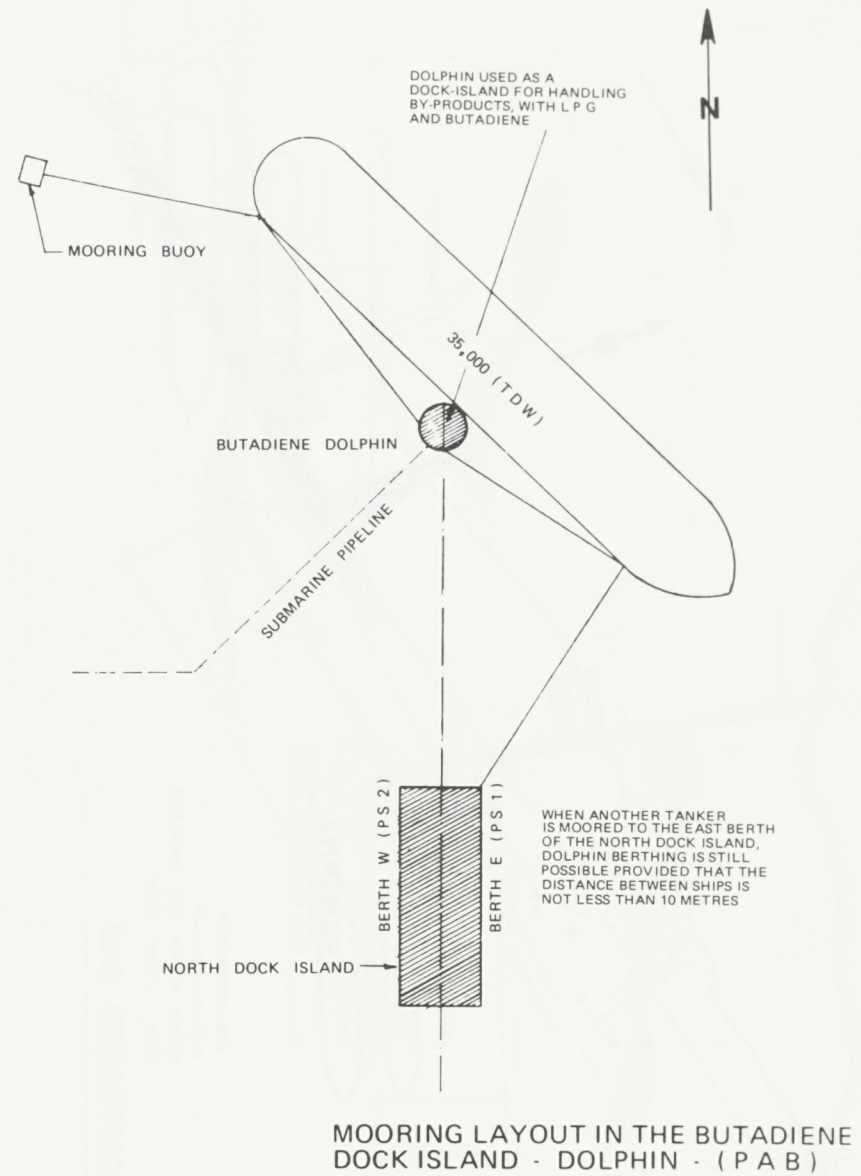 DOLPHIN USED AS A
DOCK-ISLAND FOR HANDLING
BY-PRODUCTS, WITH L P G
AND BUTADIENE
N
MOORING BUOY
35,000 (TDW)
BUTADIENE DOLPHIN
SUBMARINE PIPELINE
BERTH W (PS 2)
BERTH E (PS 1)
WHEN ANOTHER TANKER
IS MOORED TO THE EAST BERTH
OF THE NORTH DOCK ISLAND,
DOLPHIN BERTHING IS STILL
POSSIBLE PROVIDED THAT THE
DISTANCE BETWEEN SHIPS IS
NOT LESS THAN 10 METRES
NORTH DOCK ISLAND
MOORING LAYOUT IN THE BUTADIENE
DOCK ISLAND - DOLPHIN - (P A B)